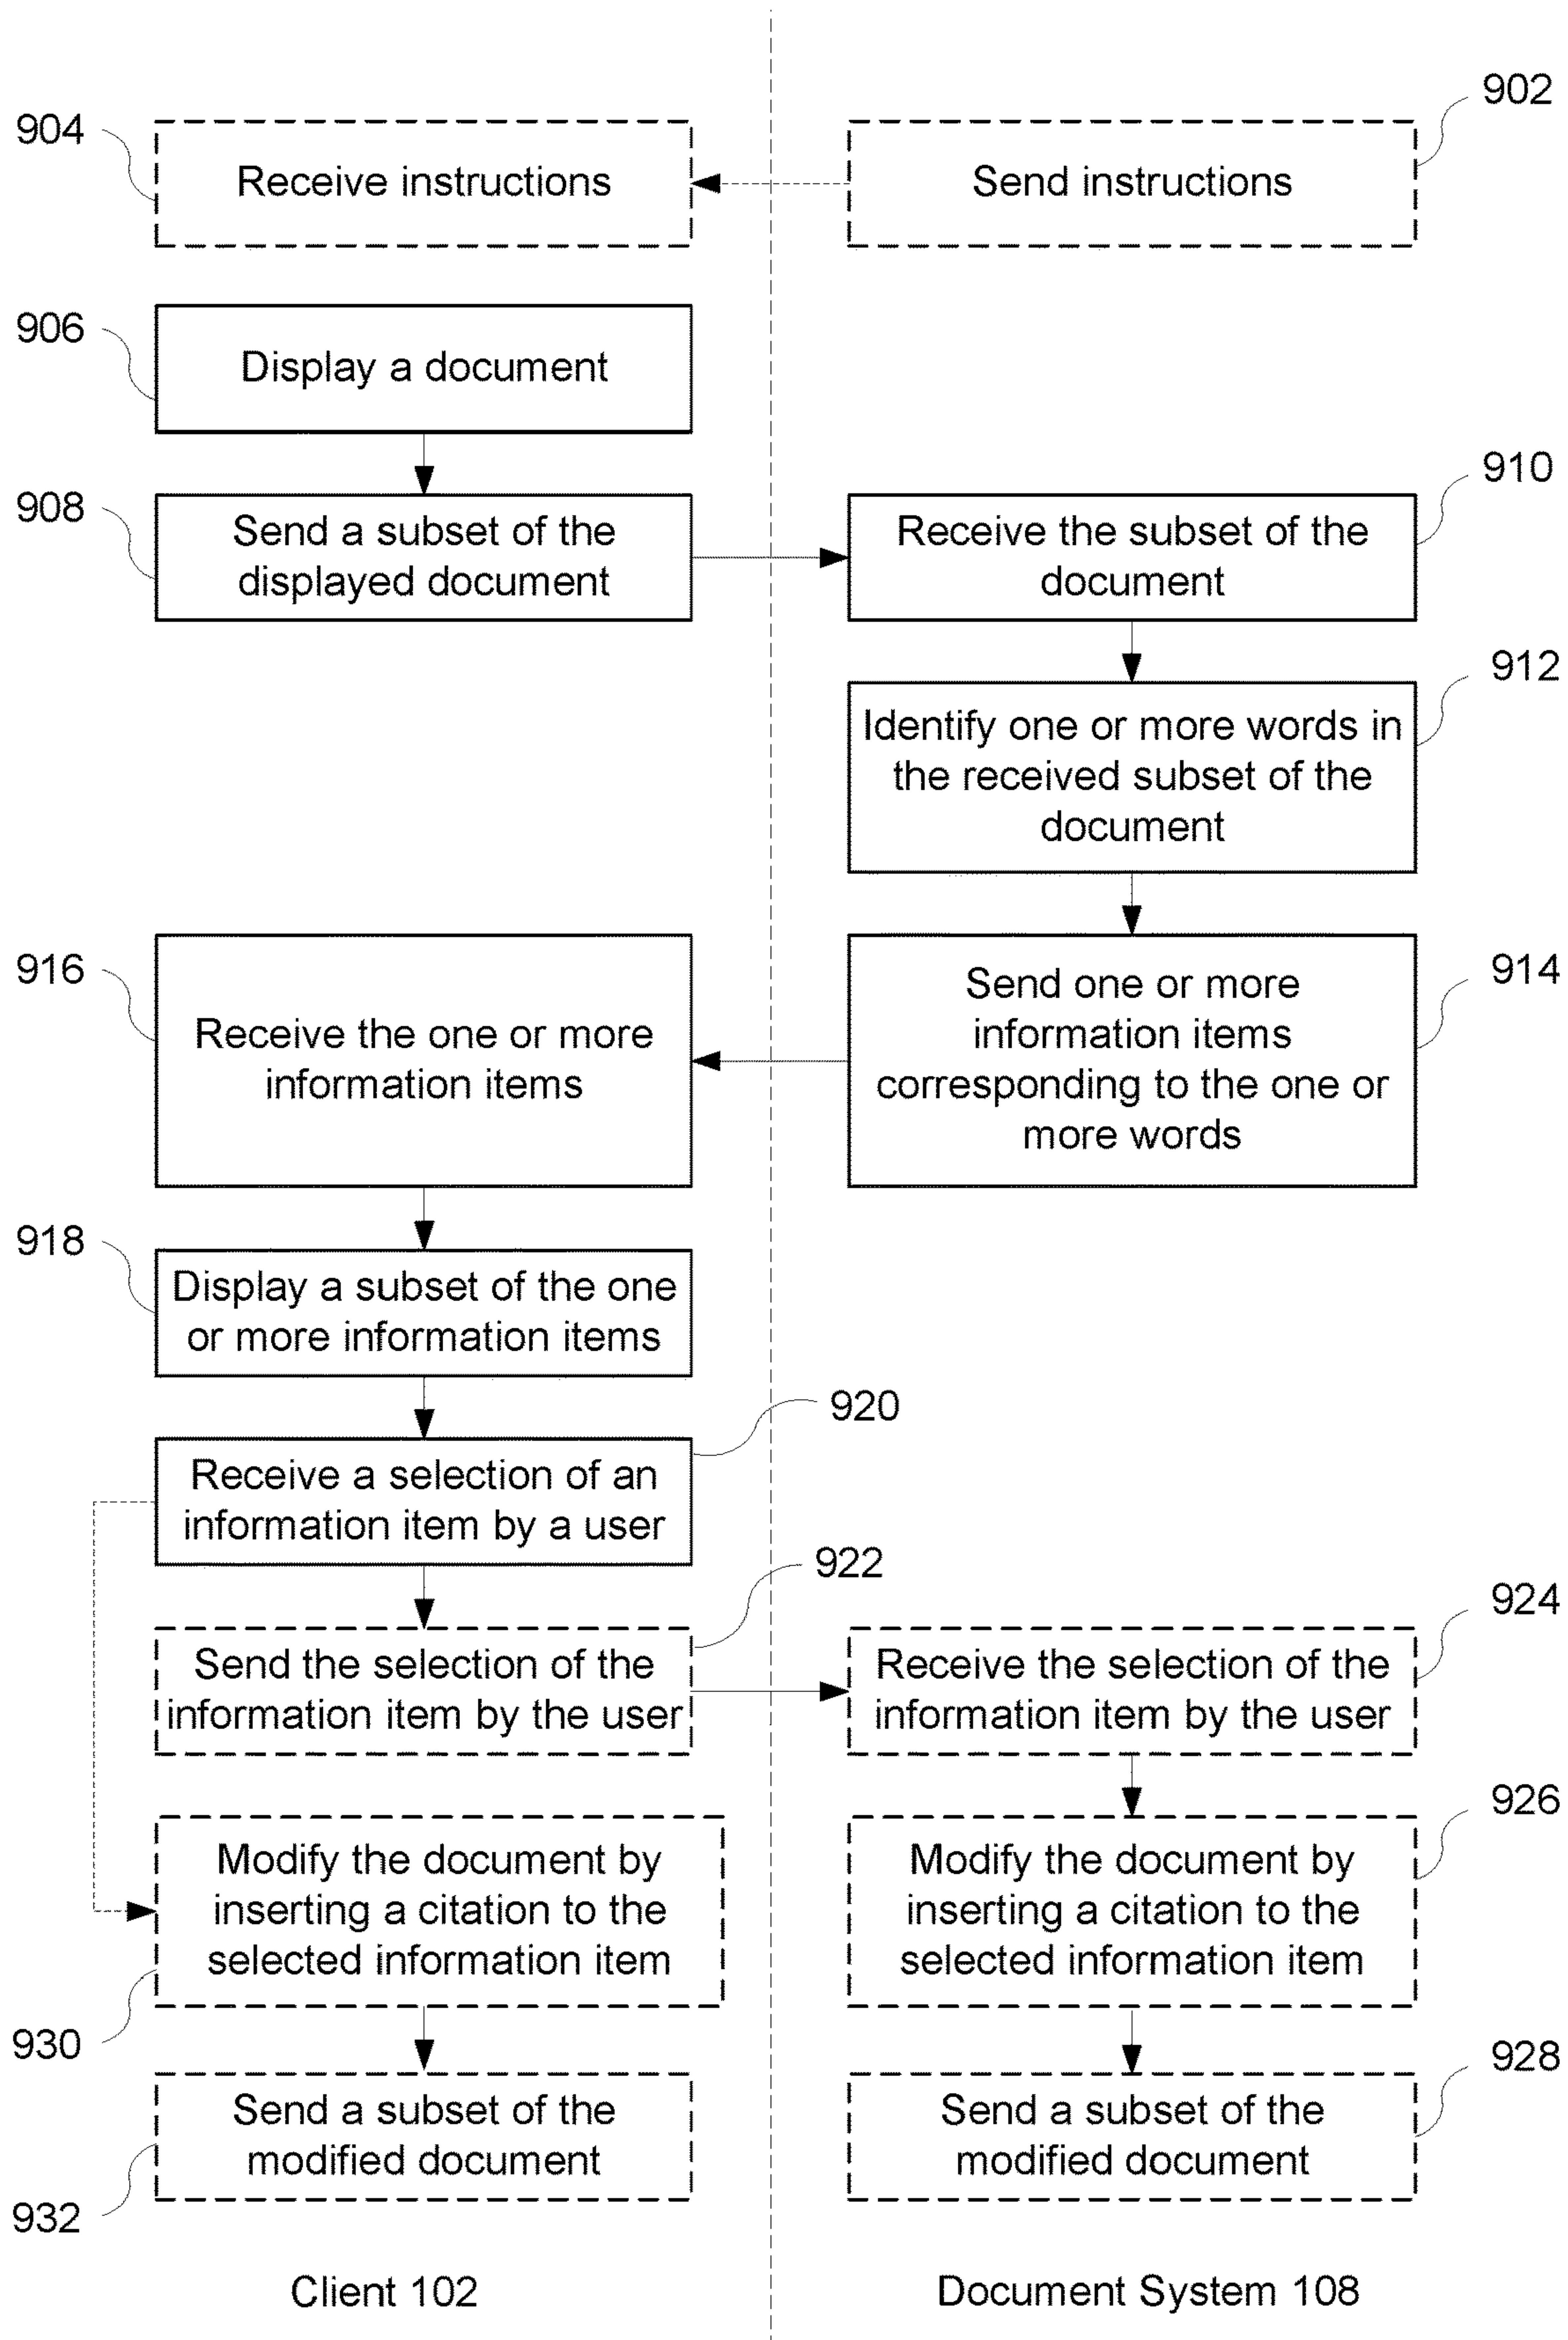 902
904
Receive instructions
Send instructions
906
Display a document
908
Send a subset of the
displayed document
910
Receive the subset of the
document
912
Identify one or more words in
the received subset of the
document
914
Send one or more
information items
corresponding to the one or
more words
916
Receive the one or more
information items
918
Display a subset of the one
or more information items
920
Receive a selection of an
information item by a user
922
Send the selection of the
information item by the user
924
Receive the selection of the
information item by the user
926
Modify the document by
inserting a citation to the
selected information item
930
Modify the document by
inserting a citation to the
selected information item
928
Send a subset of the
modified document
932
Send a subset of the
modified document
Client 102
Document System 108